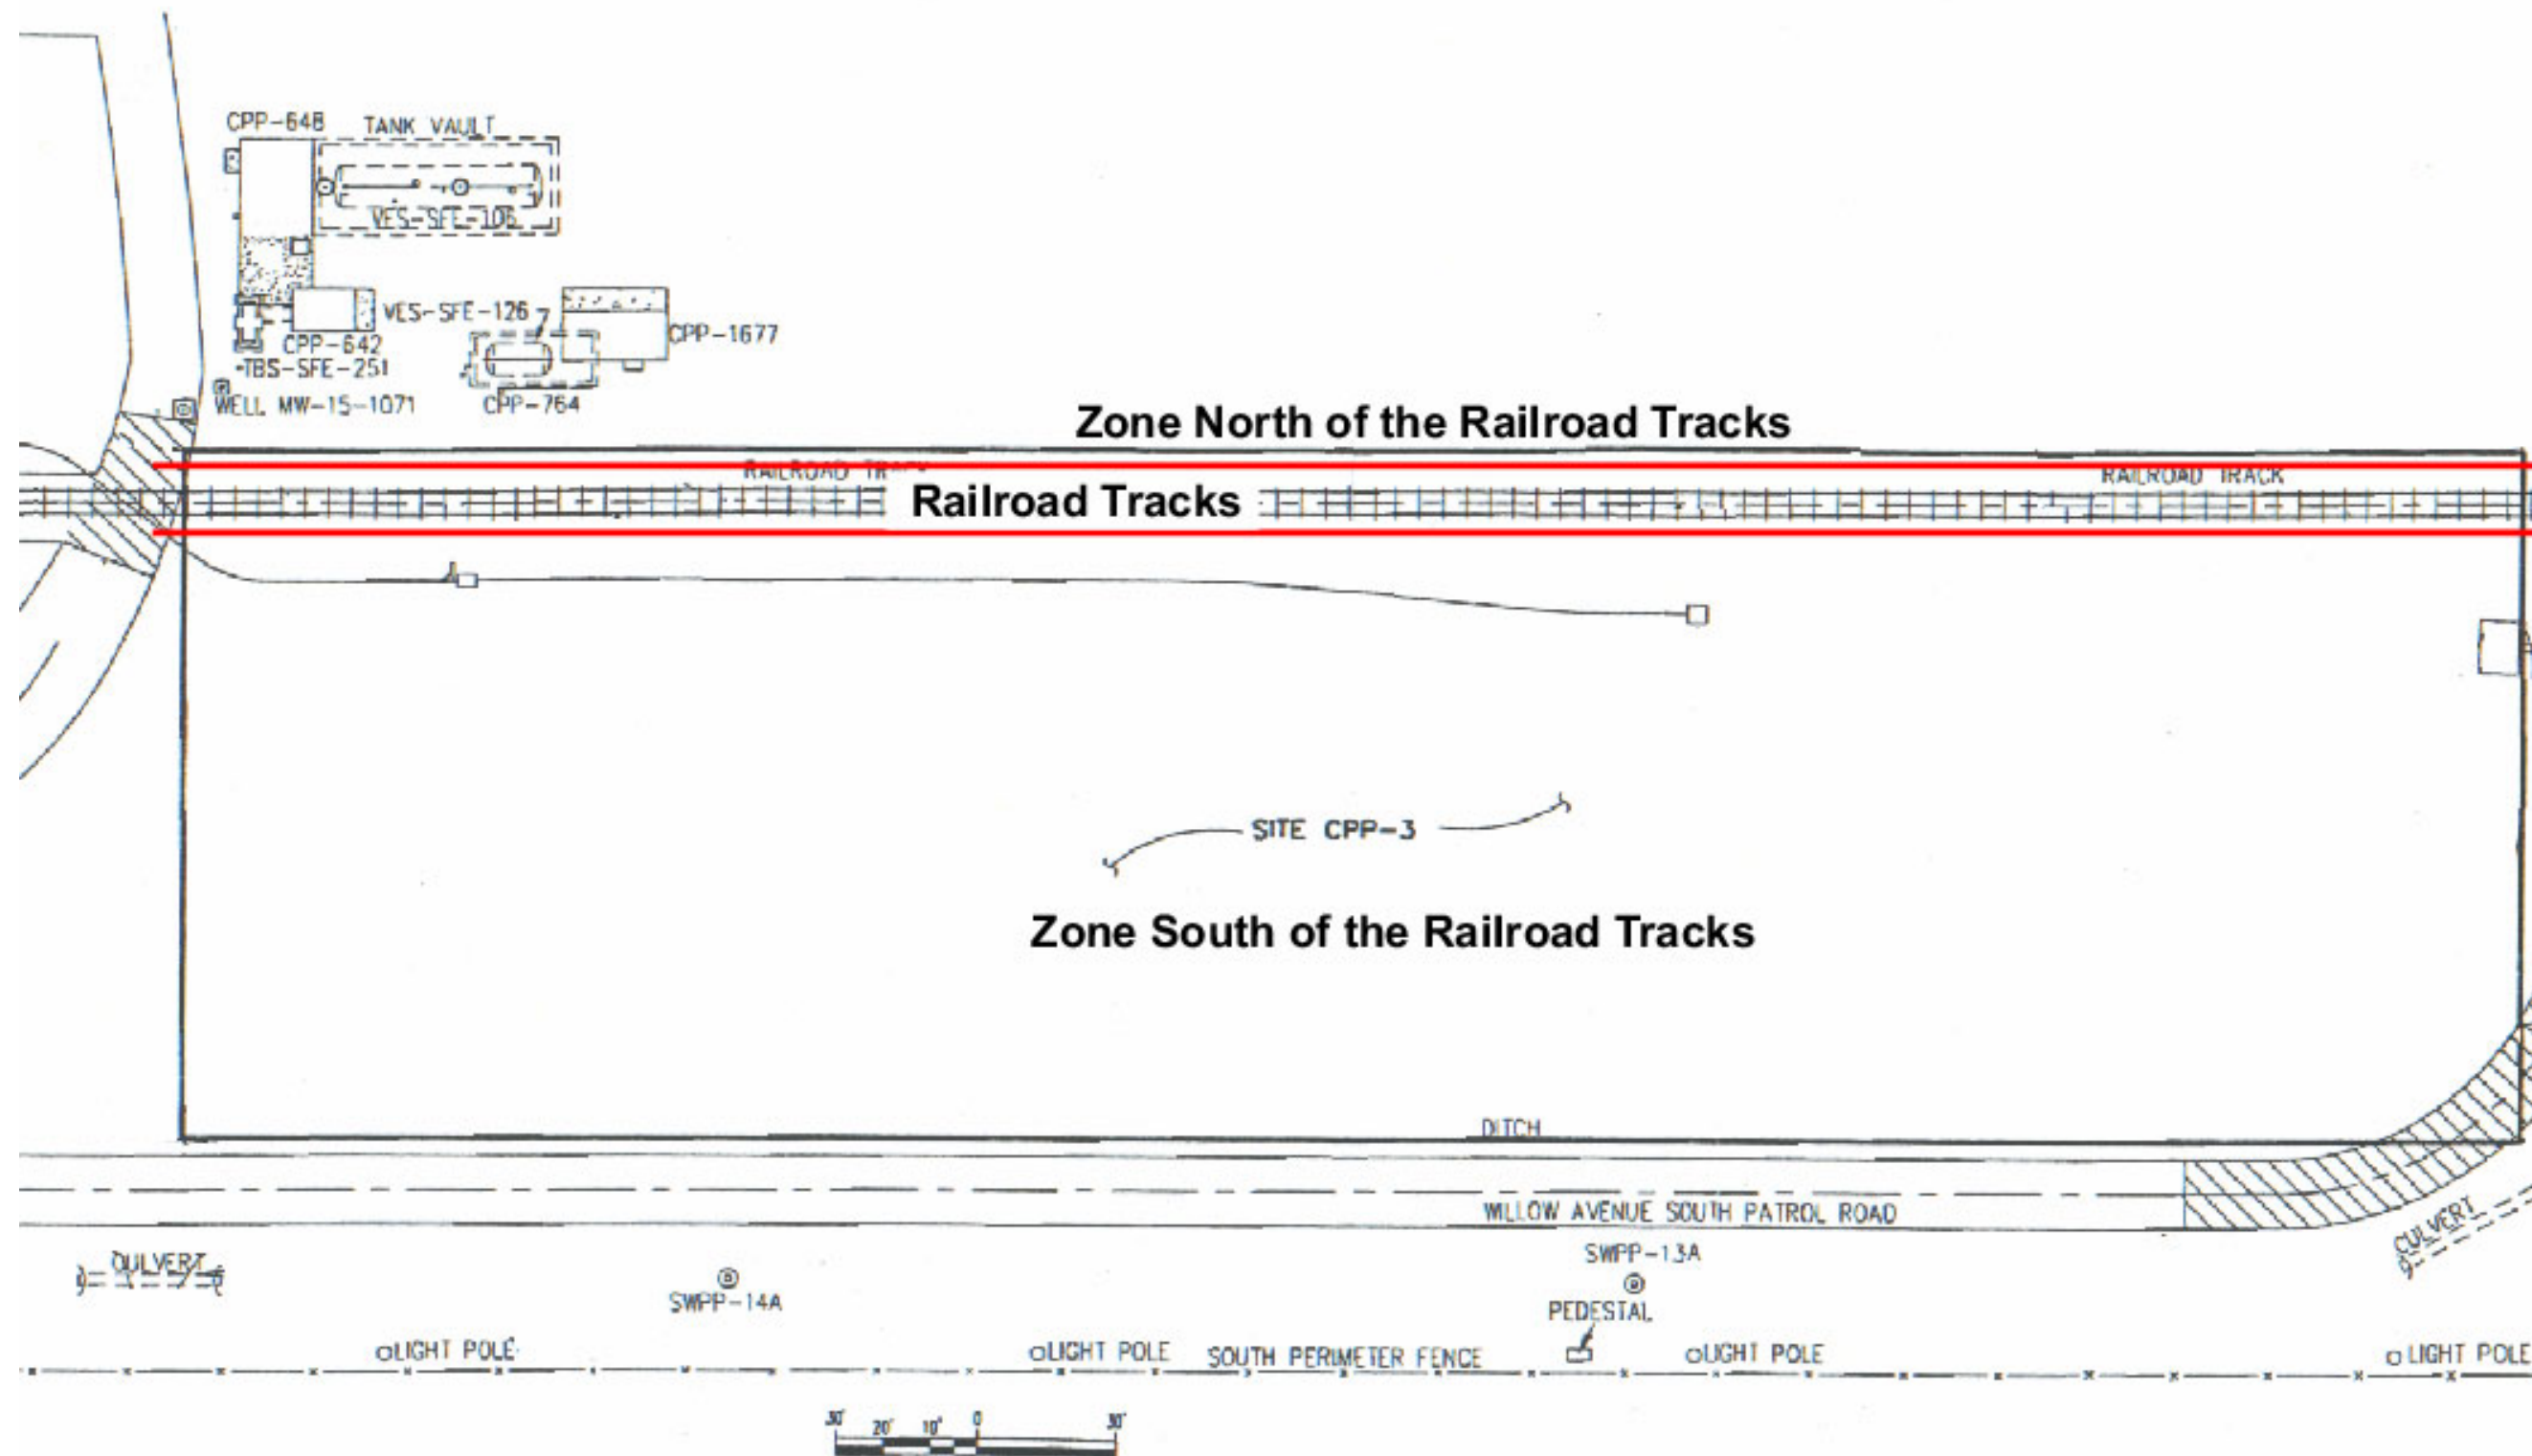 CPP-648
TANK VAULT
VES-SFE-106
VES-SFE-126
CPP-1677
CPP-642
TBS-SFE-251
WELL MW-15-1071
CPP-764
Zone North of the Railroad Tracks
RAILROAD TRACK
RAILROAD TRACK
Railroad Tracks
SITE CPP-3
Zone South of the Railroad Tracks
DITCH
WILLOW AVENUE SOUTH PATROL ROAD
CULVERT
CULVERT
SWPP-13A
SWPP-14A
PEDESTAL
LIGHT POLE
LIGHT POLE
SOUTH PERIMETER FENCE
LIGHT POLE
LIGHT POLE
30' 20' 10' 0 30'